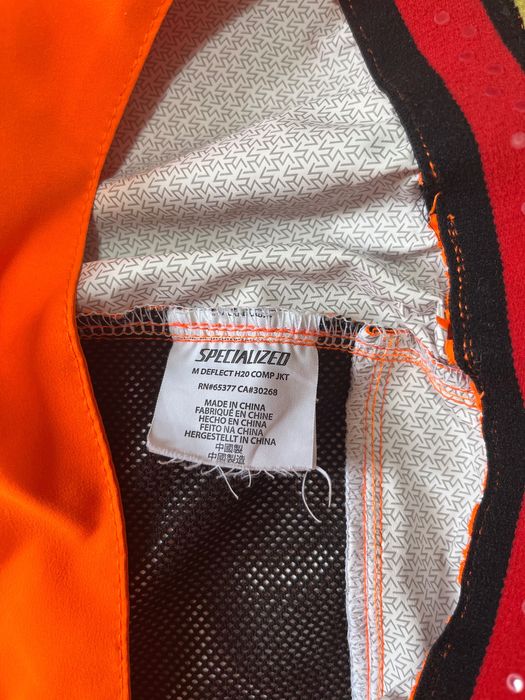 SPECIALIZED
M DEFLECT H20 COMP JKT
RN#65377 CA#30268
MADE IN CHINA
FABRIQUÉ EN CHINE
HECHO EN CHINA
FEITO NA CHINA
HERGESTELLT IN CHINA
中國製
中國製造